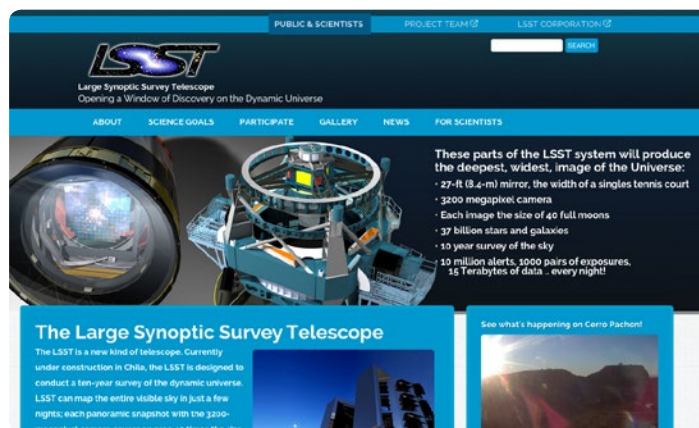 PUBLIC & SCIENTISTS PROJECT TEAM LSST CORPORATION
SEARCH
LSST
Large Synoptic Survey Telescope
Opening a Window of Discovery on the Dynamic Universe
ABOUT SCIENCE GOALS PARTICIPATE GALLERY NEWS FOR SCIENTISTS
These parts of the LSST system will produce
the deepest, widest, image of the Universe:
• 27-ft (8.4-m) mirror, the width of a singles tennis court
• 3200 megapixel camera
• Each image the size of 40 full moons
• 37 billion stars and galaxies
• 10 year survey of the sky
• 10 million alerts, 1000 pairs of exposures,
15 Terabytes of data .. every night!
The Large Synoptic Survey Telescope
The LSST is a new kind of telescope. Currently
under construction in Chile, the LSST is designed to
conduct a ten-year survey of the dynamic universe.
LSST can map the entire visible sky in just a few
nights; each panoramic snapshot with the 3200-
See what's happening on Cerro Pachon!